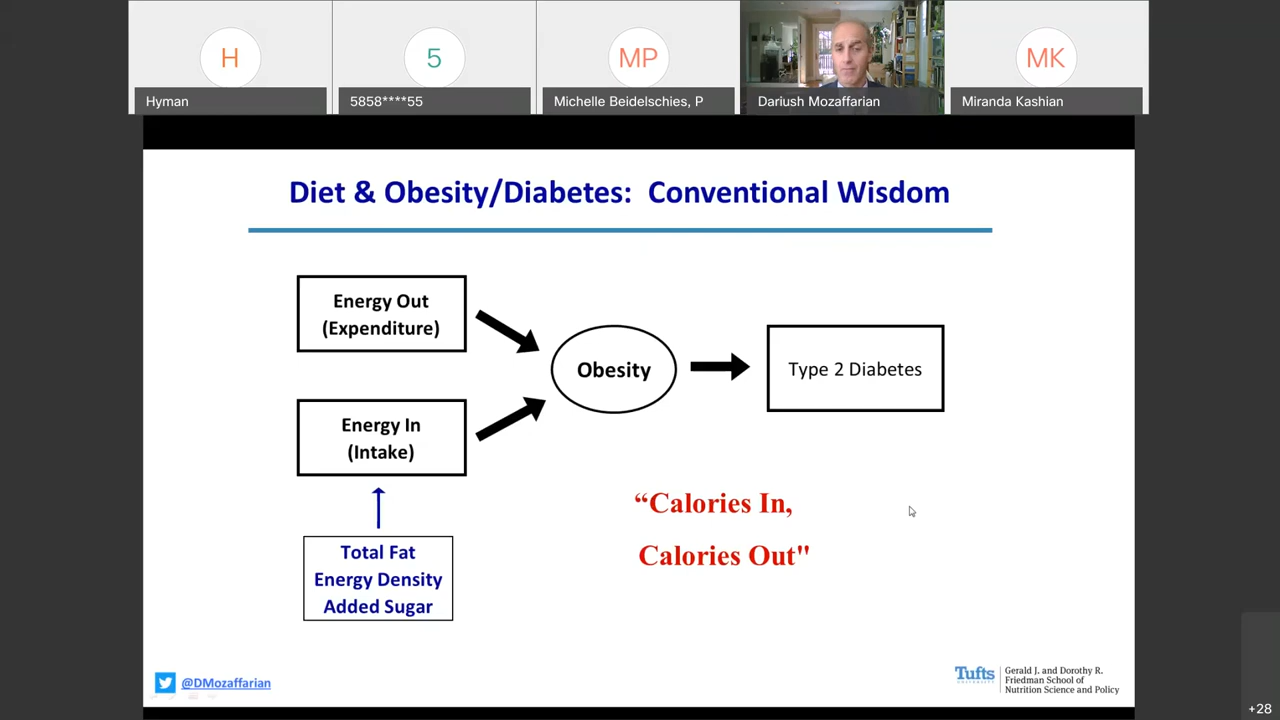 H
5
MP
MK
Hyman
5858****55
Michelle Beidelschies, P
Dariush Mozaffarian
Miranda Kashian
Diet & Obesity/Diabetes: Conventional Wisdom
Energy Out
(Expenditure)
Energy In
(Intake)
Obesity
Type 2 Diabetes
“Calories In,
Calories Out"
Total Fat
Energy Density
Added Sugar
@DMozaffarian
Tufts
UNIVERSITY
Gerald J. and Dorothy R.
Friedman School of
Nutrition Science and Policy
+28